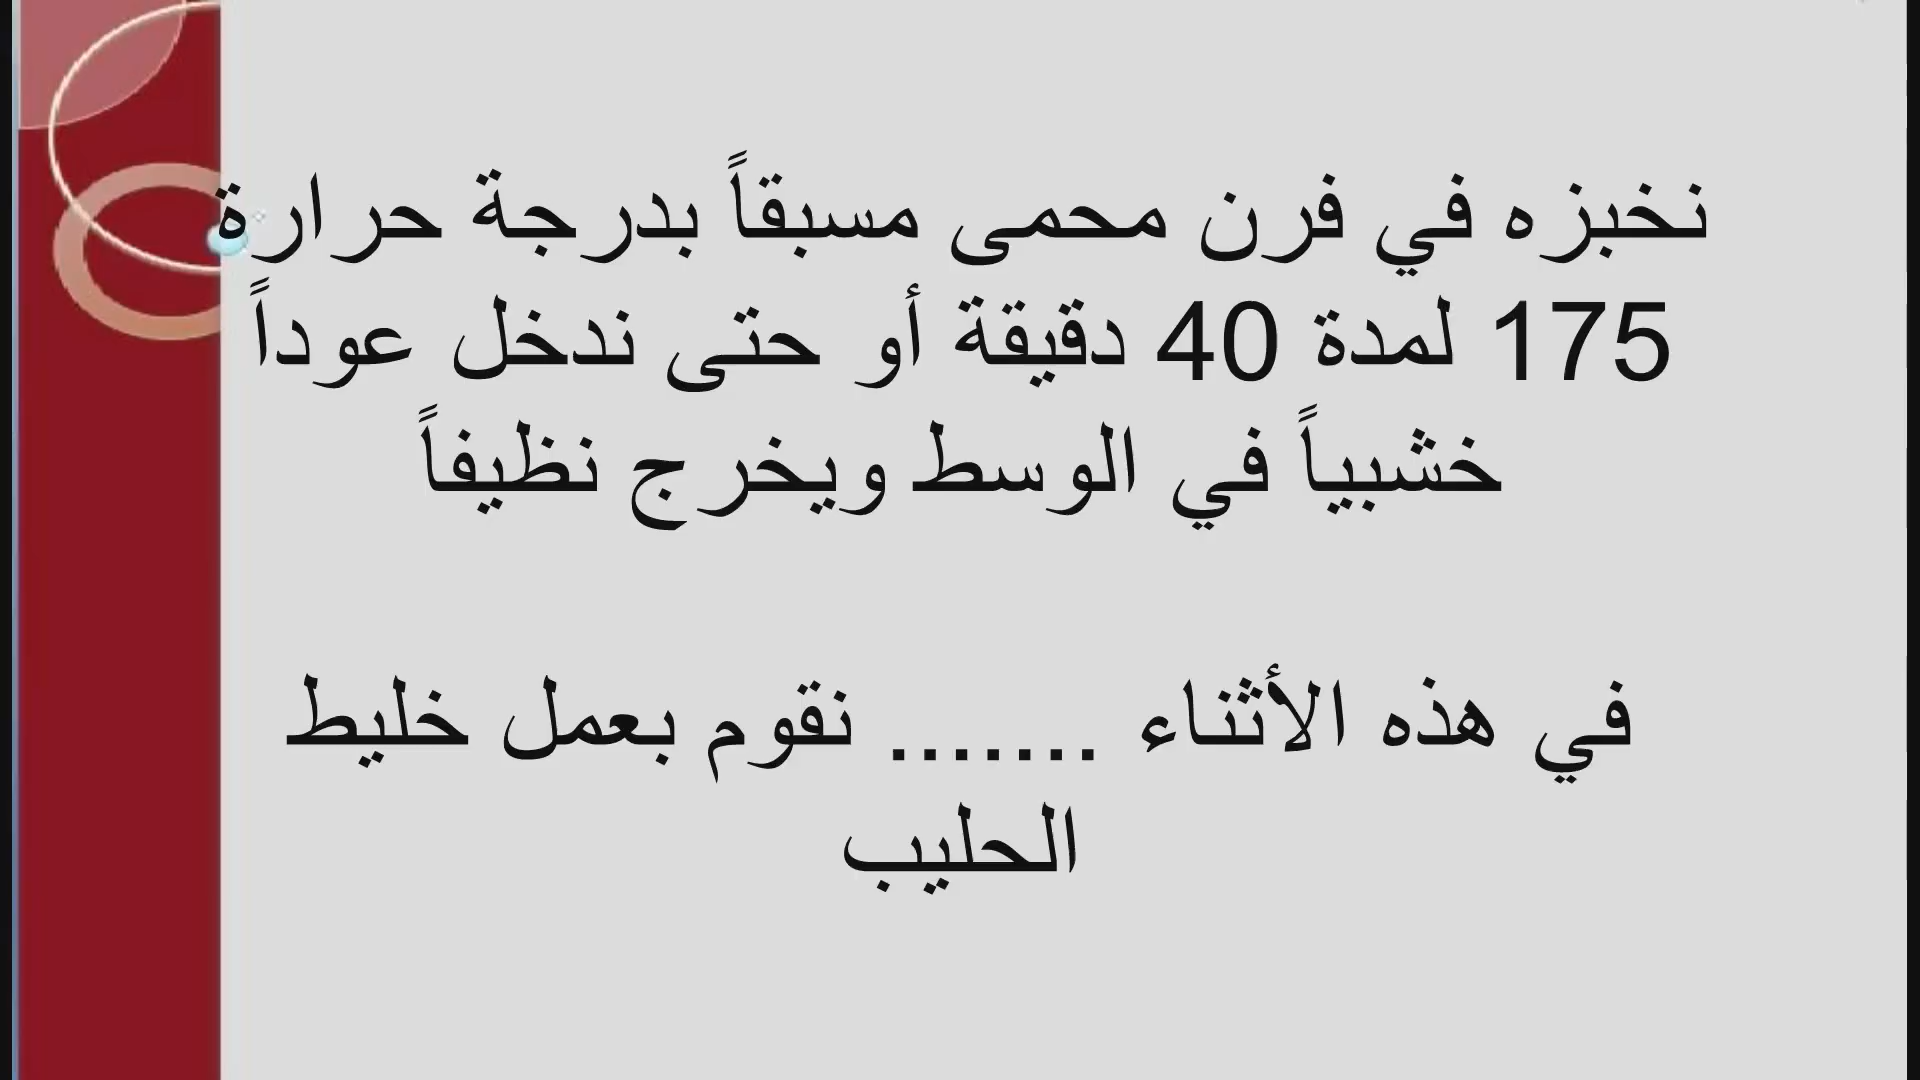 نخبزه في فرن محمى مسبقاً بدرجة حرارة
175 لمدة 40 دقيقة أو حتى ندخل عوداً
خشبياً في الوسط ويخرج نظيفاً
في هذه الأثناء ....... نقوم بعمل خليط
الحليب